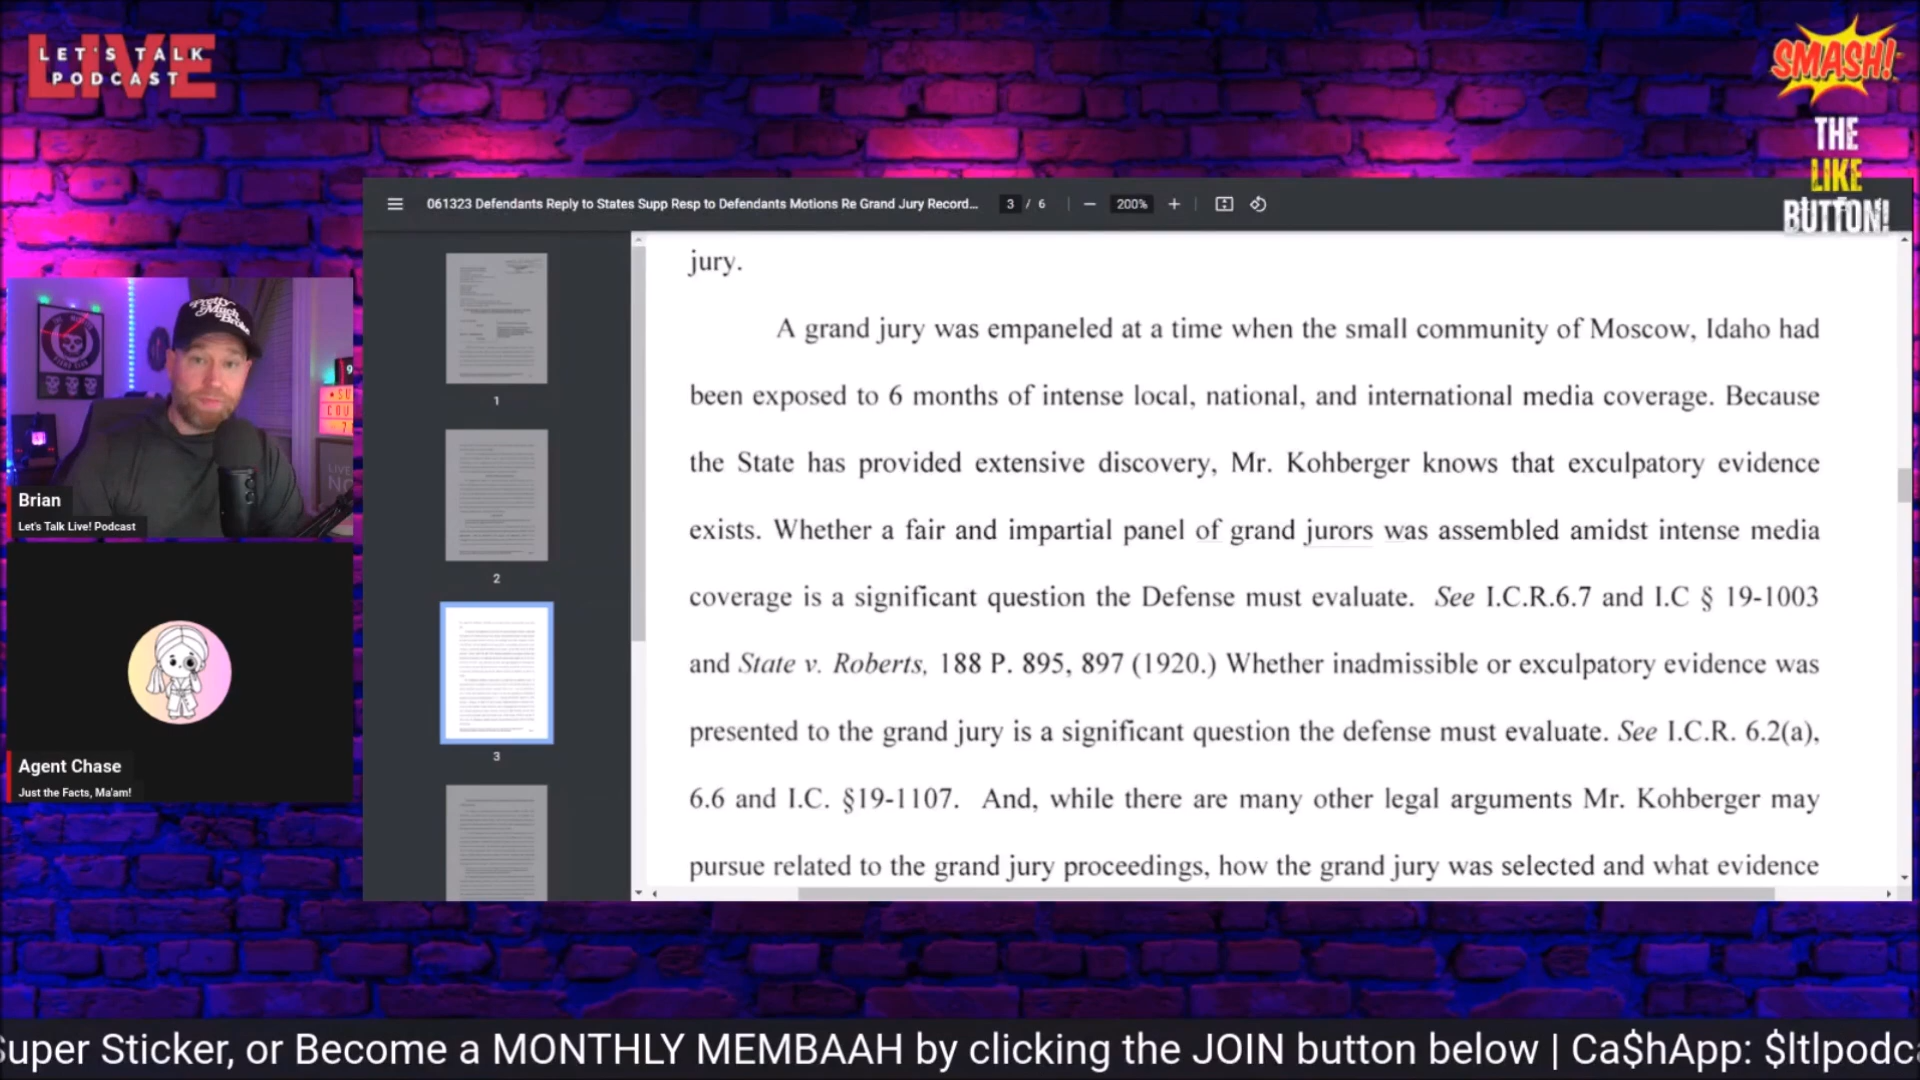 LET'S TALK
PODCAST
LIVE
SMASH!
THE
LIKE
BUTTON!
061323 Defendants Reply to States Supp Resp to Defendants Motions Re Grand Jury Record... 3 / 6 200%
1
2
3
jury.
A grand jury was empaneled at a time when the small community of Moscow, Idaho had
been exposed to 6 months of intense local, national, and international media coverage. Because
the State has provided extensive discovery, Mr. Kohberger knows that exculpatory evidence
exists. Whether a fair and impartial panel of grand jurors was assembled amidst intense media
coverage is a significant question the Defense must evaluate. See I.C.R.6.7 and I.C § 19-1003
and State v. Roberts, 188 P. 895, 897 (1920.) Whether inadmissible or exculpatory evidence was
presented to the grand jury is a significant question the defense must evaluate. See I.C.R. 6.2(a),
6.6 and I.C. §19-1107. And, while there are many other legal arguments Mr. Kohberger may
pursue related to the grand jury proceedings, how the grand jury was selected and what evidence
Pretty
Much
Broke
Brian
Let's Talk Live! Podcast
Agent Chase
Just the Facts, Ma'am!
Super Sticker, or Become a MONTHLY MEMBAAH by clicking the JOIN button below | Ca$hApp: $ltlpodc